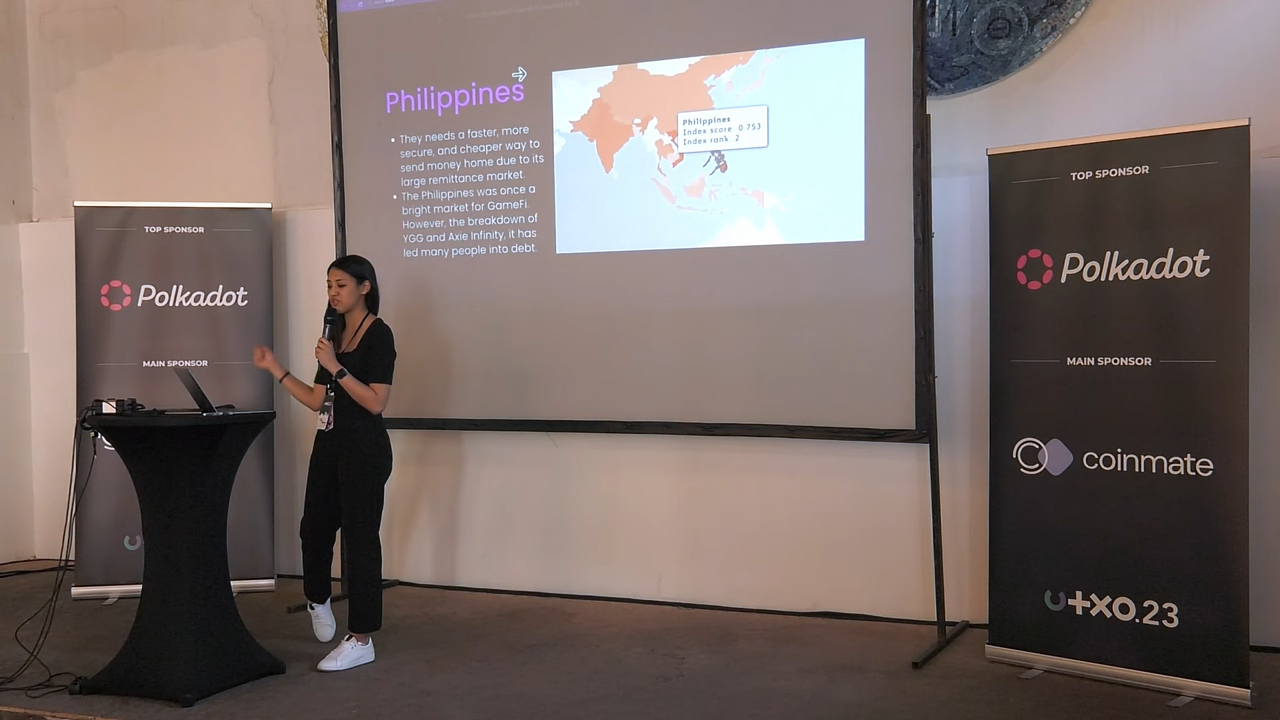 Philippines
They needs a faster, more
secure, and cheaper way to
send money home due to its
large remittance market.
The Philippines was once a
bright market for GameFi.
However, the breakdown of
YGG and Axie Infinity, it has
led many people into debt.
Philippines
Index score 0.753
Index rank 2
TOP SPONSOR
Polkadot
MAIN SPONSOR
TOP SPONSOR
Polkadot
MAIN SPONSOR
coinmate
utxo.23